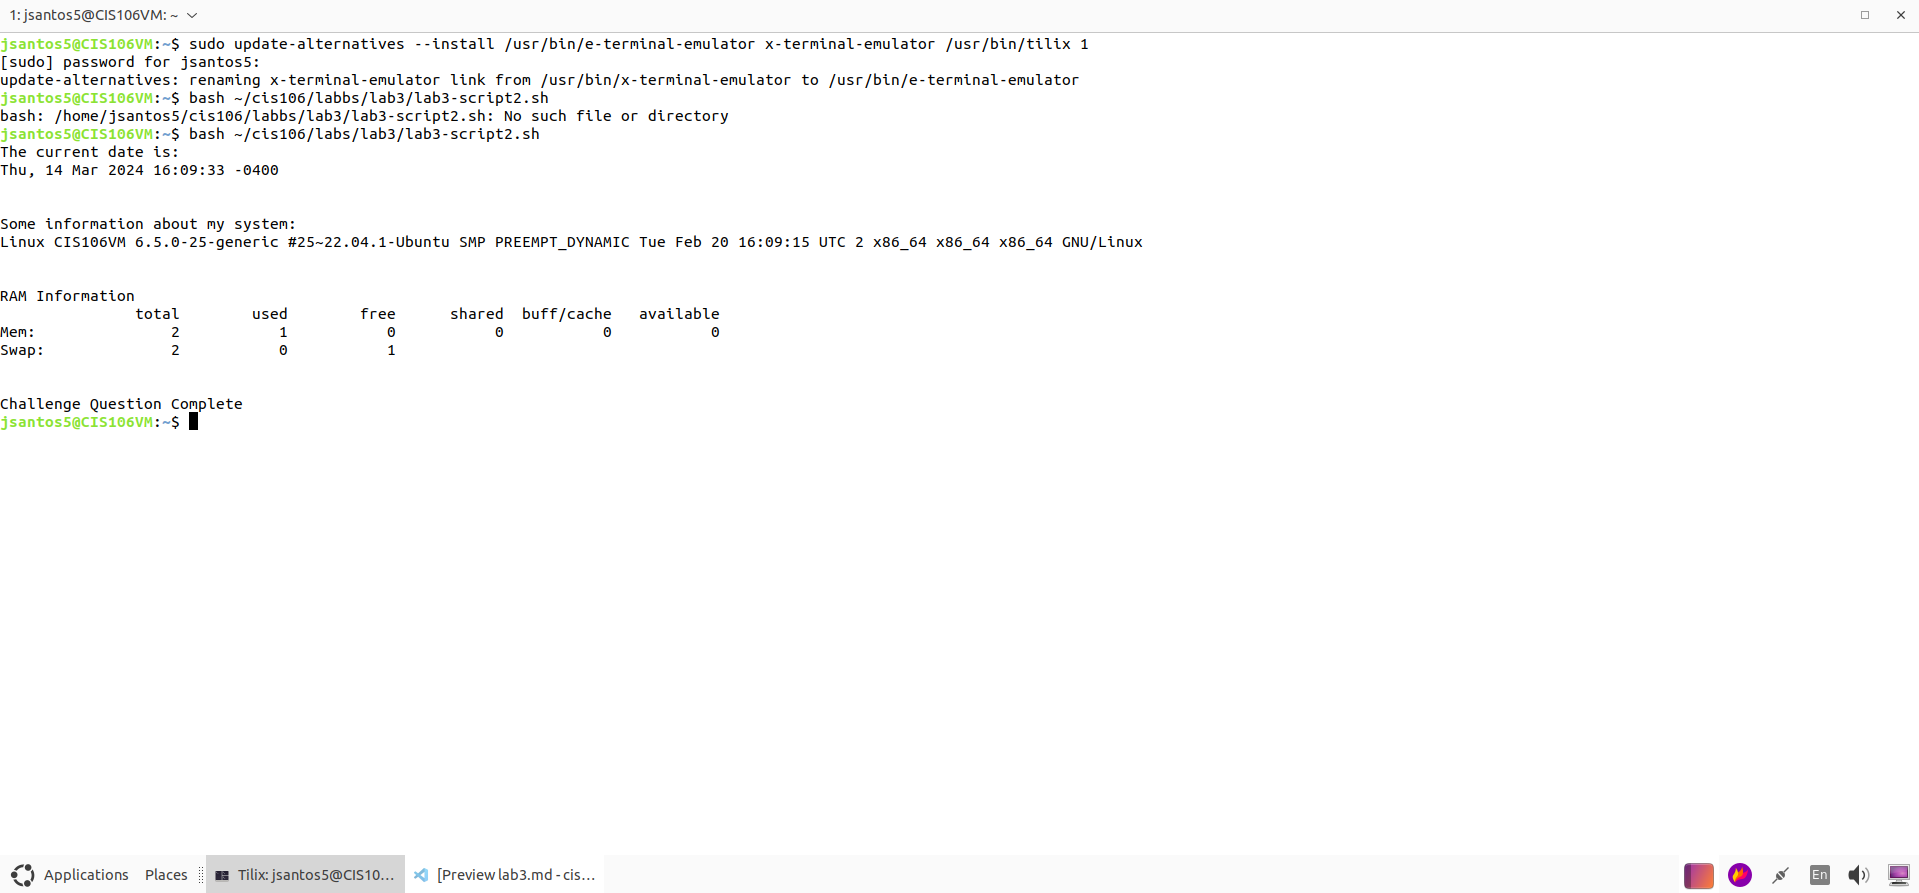 1: jsantos5@CIS106VM: ~
jsantos5@CIS106VM:~$ sudo update-alternatives --install /usr/bin/e-terminal-emulator x-terminal-emulator /usr/bin/tilix 1
[sudo] password for jsantos5:
update-alternatives: renaming x-terminal-emulator link from /usr/bin/x-terminal-emulator to /usr/bin/e-terminal-emulator
jsantos5@CIS106VM:~$ bash ~/cis106/labbs/lab3/lab3-script2.sh
bash: /home/jsantos5/cis106/labbs/lab3/lab3-script2.sh: No such file or directory
jsantos5@CIS106VM:~$ bash ~/cis106/labs/lab3/lab3-script2.sh
The current date is:
Thu, 14 Mar 2024 16:09:33 -0400
Some information about my system:
Linux CIS106VM 6.5.0-25-generic #25~22.04.1-Ubuntu SMP PREEMPT_DYNAMIC Tue Feb 20 16:09:15 UTC 2 x86_64 x86_64 x86_64 GNU/Linux
RAM Information
total used free shared buff/cache available
Mem: 2 1 0 0 0 0
Swap: 2 0 1
Challenge Question Complete
jsantos5@CIS106VM:~$
Applications Places Tilix: jsantos5@CIS10... [Preview lab3.md - cis... En